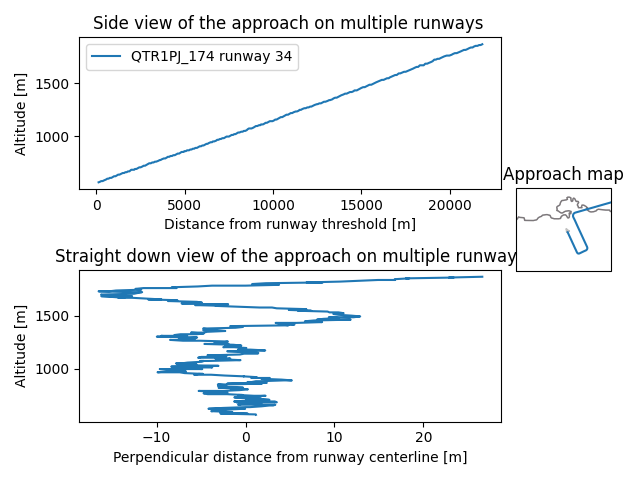 Side view of the approach on multiple runways
QTR1PJ_174 runway 34
Altitude [m]
1500
1000
0 5000 10000 15000 20000
Distance from runway threshold [m]
Approach map
Straight down view of the approach on multiple runway
Altitude [m]
1500
1000
−10 0 10 20
Perpendicular distance from runway centerline [m]